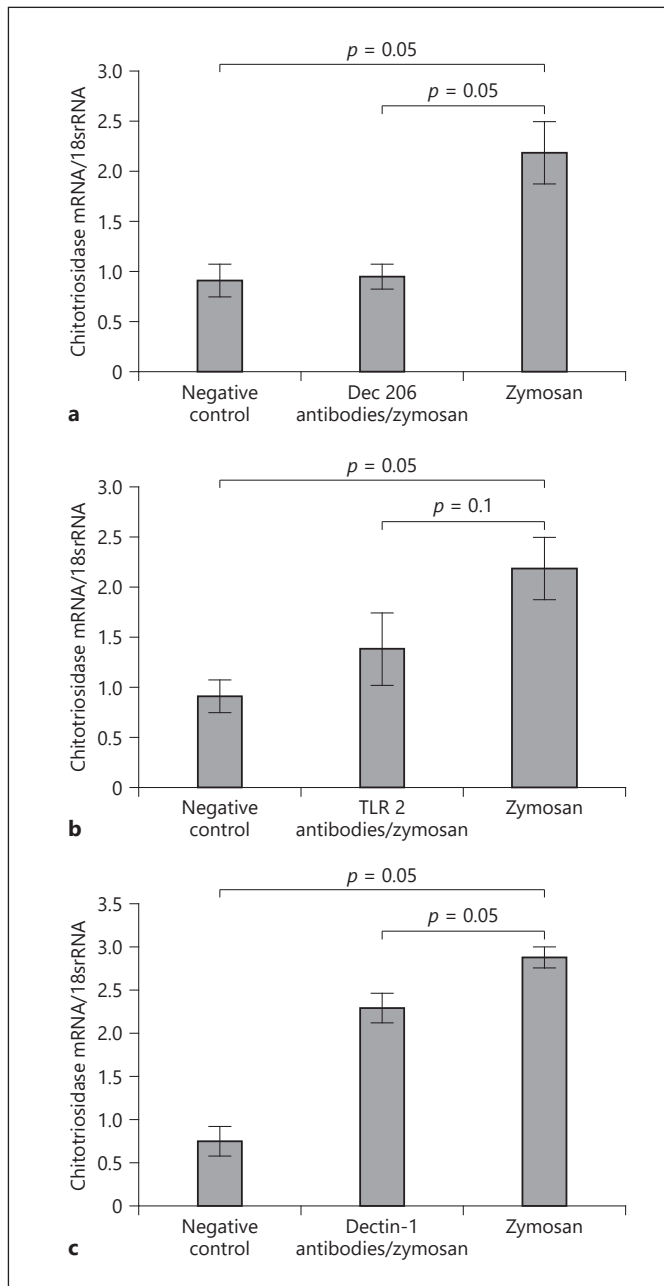 p = 0.05
p = 0.05
3.0
2.5
2.0
1.5
1.0
0.5
0
Chitotriosidase mRNA/18srRNA
Negative
control
Dec 206
antibodies/zymosan
Zymosan
a
p = 0.05
p = 0.1
3.0
2.5
2.0
1.5
1.0
0.5
0
Chitotriosidase mRNA/18srRNA
Negative
control
TLR 2
antibodies/zymosan
Zymosan
b
p = 0.05
p = 0.05
3.5
3.0
2.5
2.0
1.5
1.0
0.5
0
Chitotriosidase mRNA/18srRNA
Negative
control
Dectin-1
antibodies/zymosan
Zymosan
c